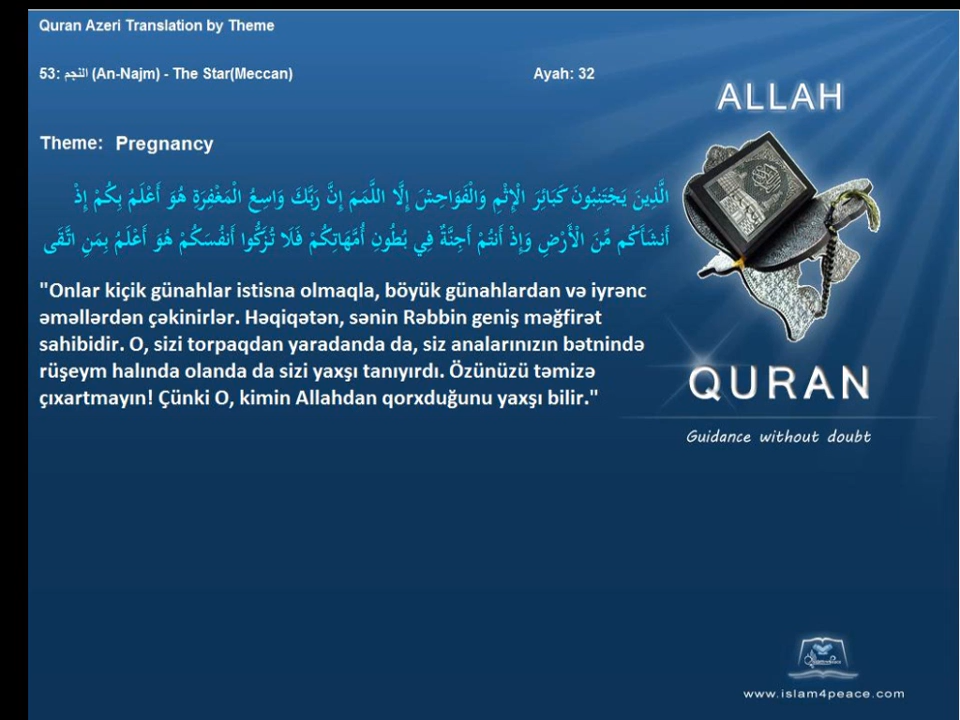 Quran Azeri Translation by Theme
53: النجم (An-Najm) - The Star(Meccan) Ayah: 32
ALLAH
Theme: Pregnancy
الَّذِينَ يَجْتَنِبُونَ كَبَائِرَ الْإِثْمِ وَالْفَوَاحِشَ إِلَّا اللَّمَمَ إِنَّ رَبَّكَ وَاسِعُ الْمَغْفِرَةِ هُوَ أَعْلَمُ بِكُمْ إِذْ
أَنشَأَكُم مِّنَ الْأَرْضِ وَإِذْ أَنتُمْ أَجِنَّةٌ فِي بُطُونِ أُمَّهَاتِكُمْ فَلَا تُزَكُّوا أَنفُسَكُمْ هُوَ أَعْلَمُ بِمَنِ اتَّقَى
"Onlar kiçik günahlar istisna olmaqla, böyük günahlardan və iyrənc
əməllərdən çəkinirlər. Həqiqətən, sənin Rəbbin geniş məğfirət
sahibidir. O, sizi torpaqdan yaradanda da, siz analarınızın bətnində
rüşeym halında olanda da sizi yaxşı tanıyırdı. Özünüzü təmizə
çıxartmayın! Çünki O, kimin Allahdan qorxduğunu yaxşı bilir."
QURAN
Guidance without doubt
www.islam4peace.com